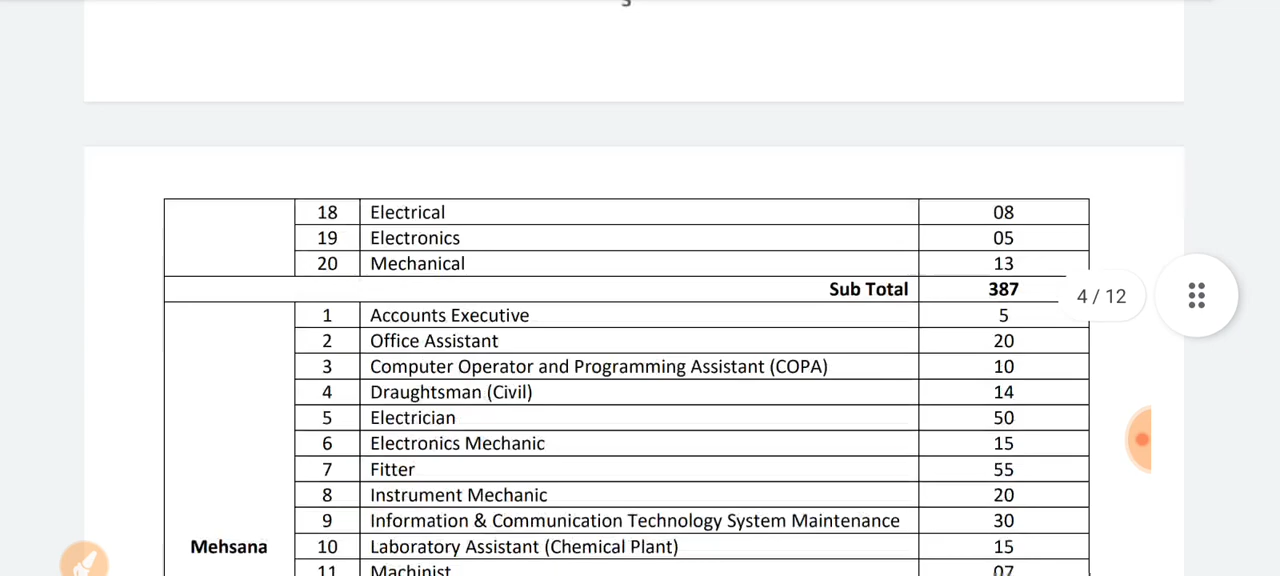 18 Electrical 08
19 Electronics 05
20 Mechanical 13
Sub Total 387
4 / 12
1 Accounts Executive 5
2 Office Assistant 20
3 Computer Operator and Programming Assistant (COPA) 10
4 Draughtsman (Civil) 14
5 Electrician 50
6 Electronics Mechanic 15
7 Fitter 55
8 Instrument Mechanic 20
9 Information & Communication Technology System Maintenance 30
Mehsana 10 Laboratory Assistant (Chemical Plant) 15
11 Machinist 07